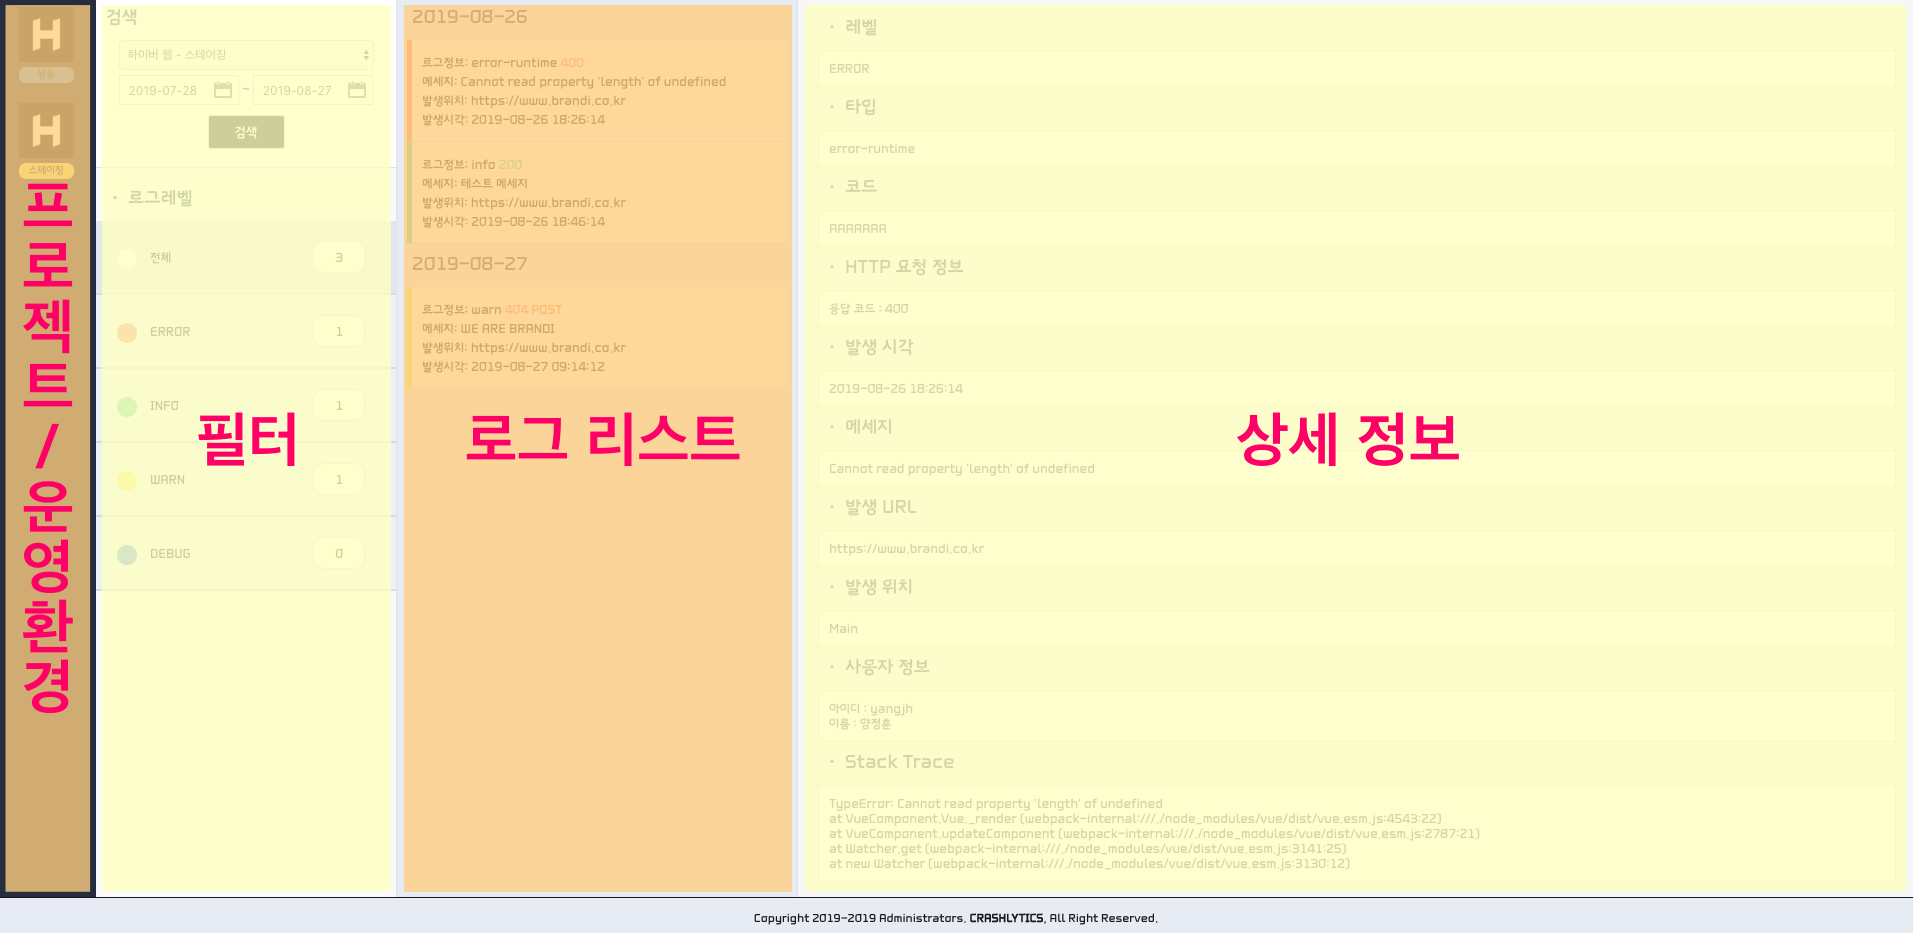 H
상용
H
스테이징
프로젝트/운영환경
검색
하이버 웹 - 스테이징
2019-07-28 ~ 2019-08-27
검색
• 로그레벨
전체 3
ERROR 1
INFO 1
WARN 1
DEBUG 0
필터
2019-08-26
로그정보: error-runtime 400
메세지: Cannot read property 'length' of undefined
발생위치: https://www.brandi.co.kr
발생시각: 2019-08-26 18:26:14
로그정보: info 200
메세지: 테스트 메세지
발생위치: https://www.brandi.co.kr
발생시각: 2019-08-26 18:46:14
2019-08-27
로그정보: warn 404 POST
메세지: WE ARE BRANDI
발생위치: https://www.brandi.co.kr
발생시각: 2019-08-27 09:14:12
로그 리스트
• 레벨
ERROR
• 타입
error-runtime
• 코드
AAAAAAA
• HTTP 요청 정보
응답 코드 : 400
• 발생 시각
2019-08-26 18:26:14
• 메세지
상세 정보
Cannot read property 'length' of undefined
• 발생 URL
https://www.brandi.co.kr
• 발생 위치
Main
• 사용자 정보
아이디 : yangjh
이름 : 양정훈
• Stack Trace
TypeError: Cannot read property 'length' of undefined
at VueComponent.Vue._render (webpack-internal:///./node_modules/vue/dist/vue.esm.js:4543:22)
at VueComponent.updateComponent (webpack-internal:///./node_modules/vue/dist/vue.esm.js:2787:21)
at Watcher.get (webpack-internal:///./node_modules/vue/dist/vue.esm.js:3141:25)
at new Watcher (webpack-internal:///./node_modules/vue/dist/vue.esm.js:3130:12)
Copyright 2019-2019 Administrators. CRASHLYTICS, All Right Reserved.